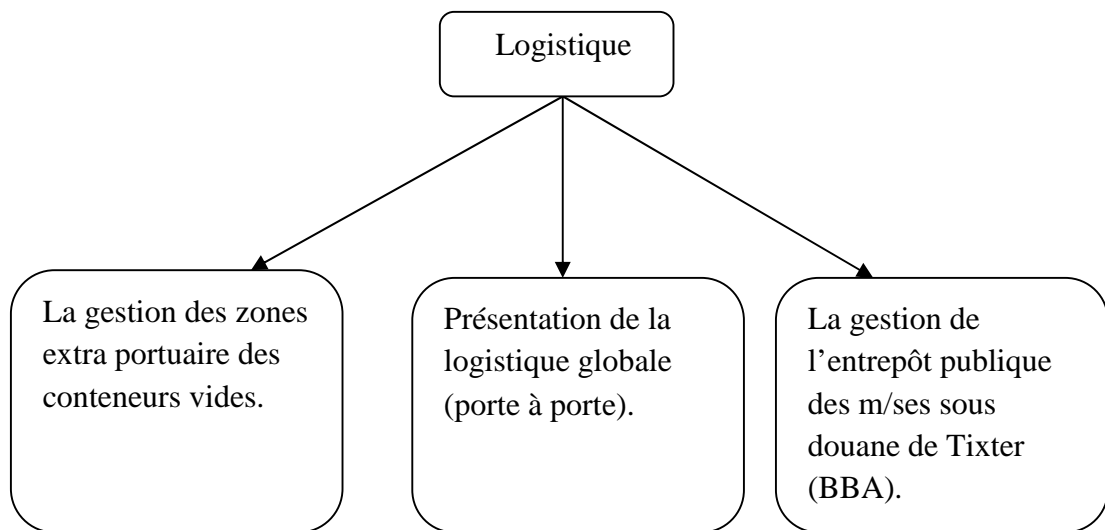 Logistique
La gestion des zones
extra portuaire des
conteneurs vides.
Présentation de la
logistique globale
(porte à porte).
La gestion de
l’entrepôt publique
des m/ses sous
douane de Tixter
(BBA).